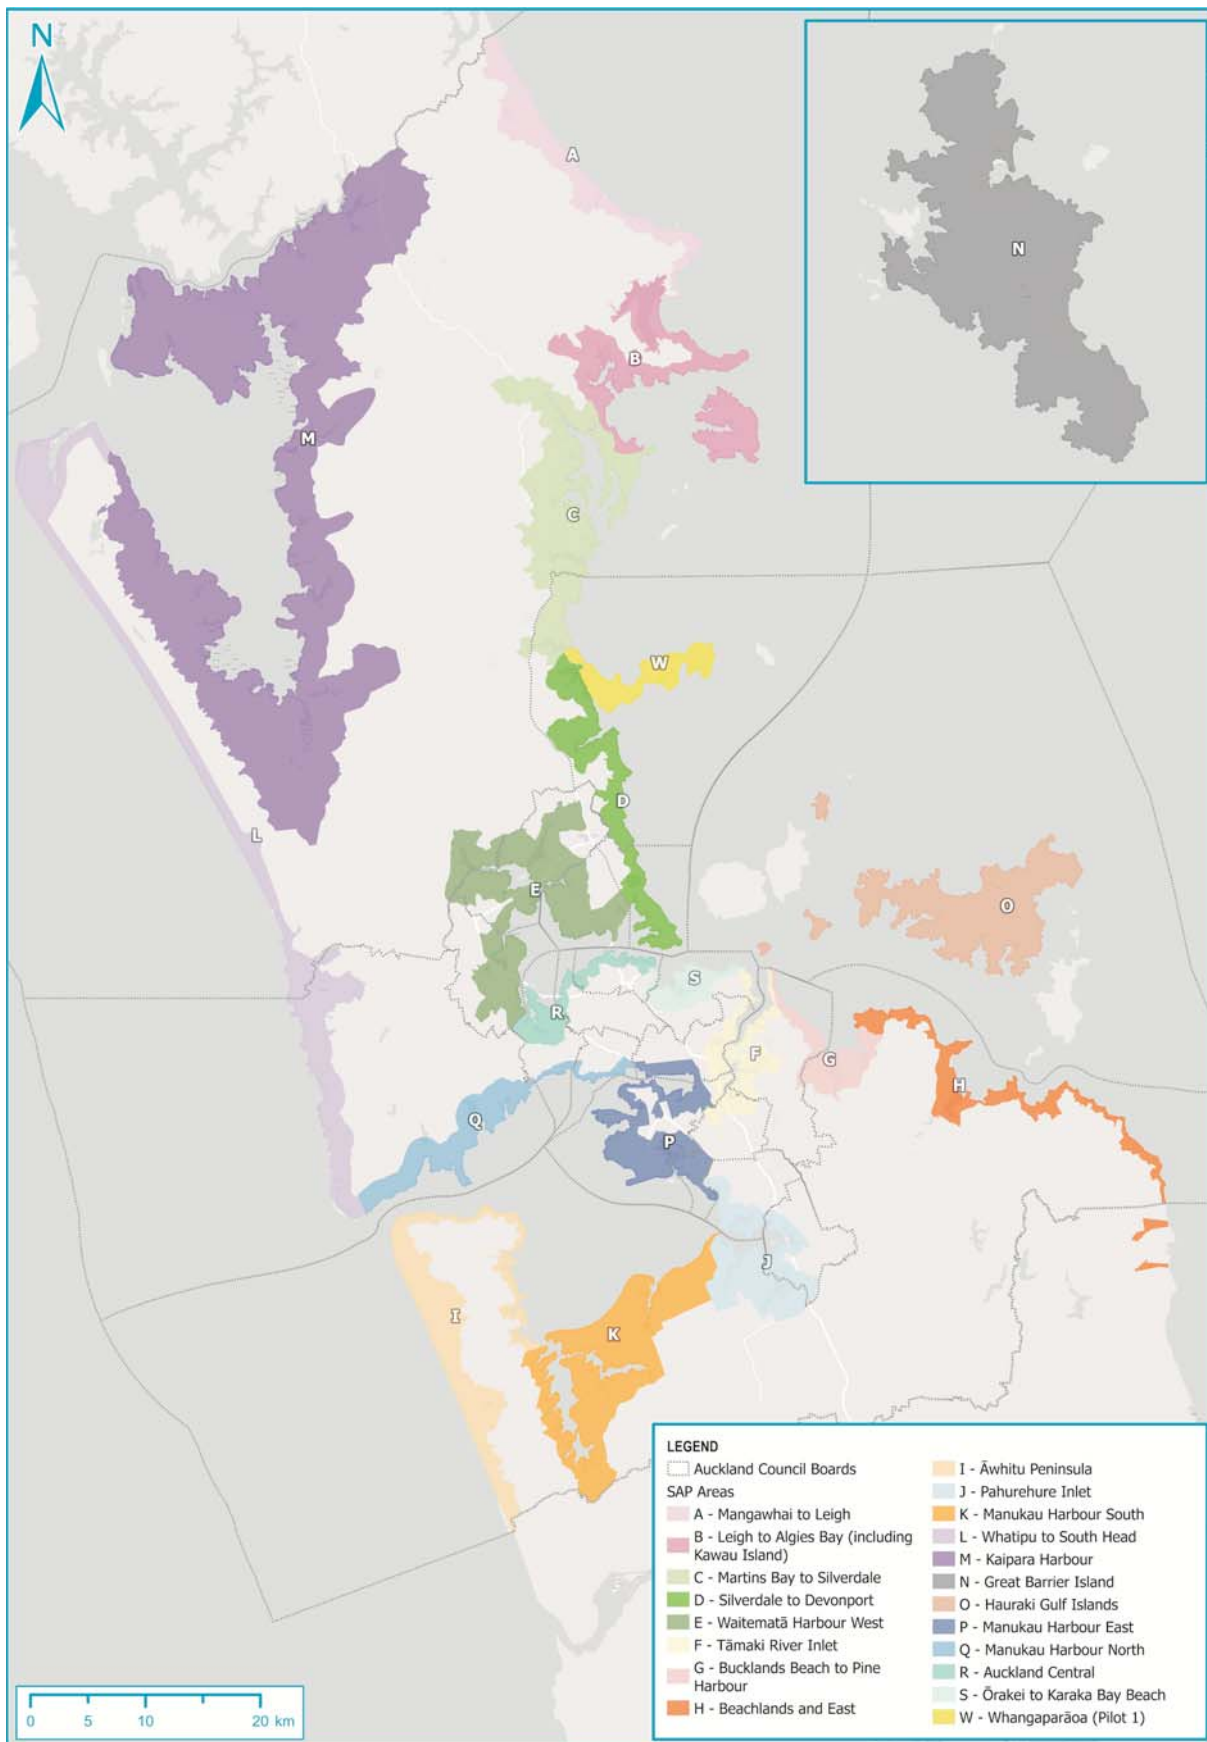 N
A
N
B
M
C
W
D
L
E
O
S
R
F
G
H
Q
P
J
I
K
LEGEND
Auckland Council Boards
SAP Areas
A - Mangawhai to Leigh
B - Leigh to Algies Bay (including
Kawau Island)
C - Martins Bay to Silverdale
D - Silverdale to Devonport
E - Waitematā Harbour West
F - Tāmaki River Inlet
G - Bucklands Beach to Pine
Harbour
H - Beachlands and East
I - Āwhitu Peninsula
J - Pahurehure Inlet
K - Manukau Harbour South
L - Whatipu to South Head
M - Kaipara Harbour
N - Great Barrier Island
O - Hauraki Gulf Islands
P - Manukau Harbour East
Q - Manukau Harbour North
R - Auckland Central
S - Ōrakei to Karaka Bay Beach
W - Whangaparāoa (Pilot 1)
0 5 10 20 km